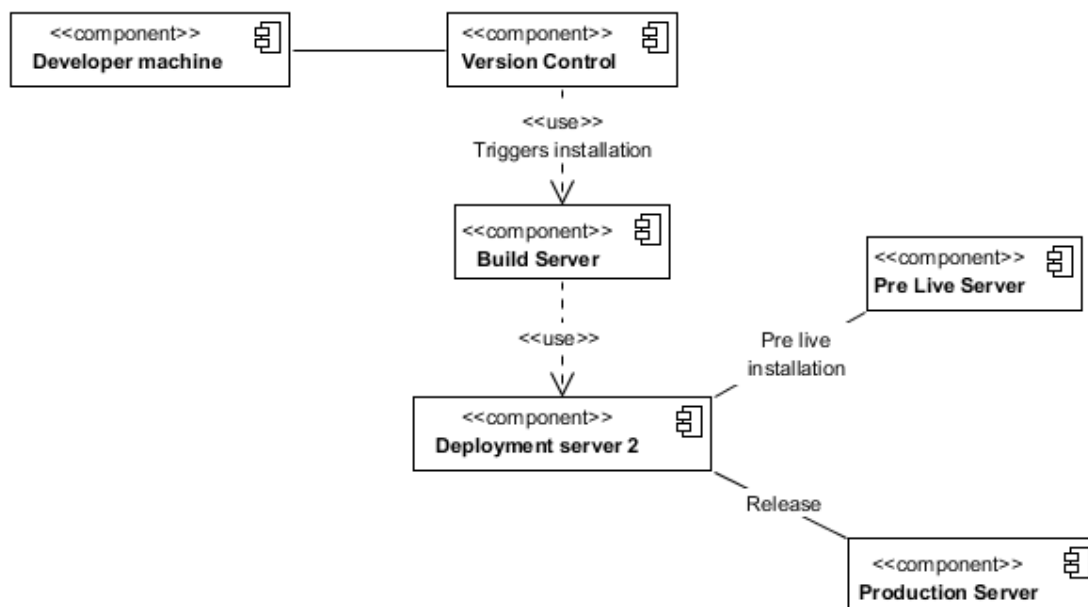 <<component>>
Developer machine
<<component>>
Version Control
<<use>>
Triggers installation
<<component>>
Build Server
<<component>>
Pre Live Server
<<use>>
Pre live
installation
<<component>>
Deployment server 2
Release
<<component>>
Production Server